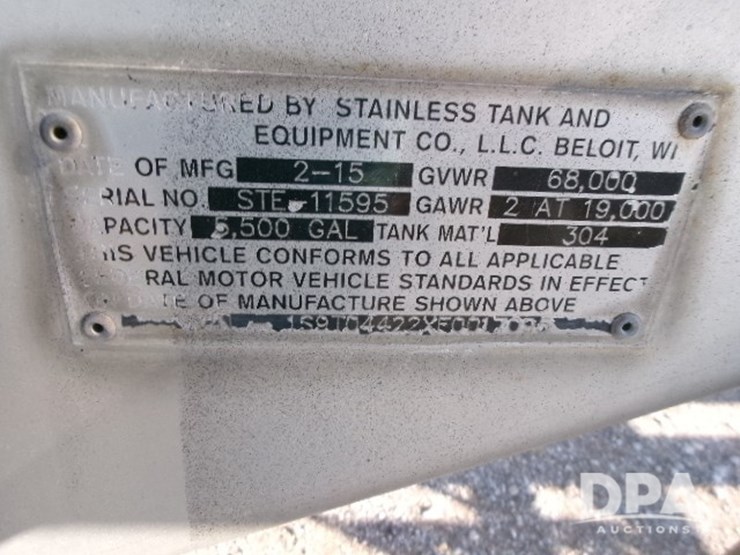 MANUFACTURED BY STAINLESS TANK AND
EQUIPMENT CO., L.L.C. BELOIT, WI
DATE OF MFG 2-15 GVWR 68,000
SERIAL NO. STE-11595 GAWR 2 AT 19,000
CAPACITY 5,500 GAL TANK MAT'L 304
THIS VEHICLE CONFORMS TO ALL APPLICABLE
FEDERAL MOTOR VEHICLE STANDARDS IN EFFECT
DATE OF MANUFACTURE SHOWN ABOVE
DPA
AUCTIONS